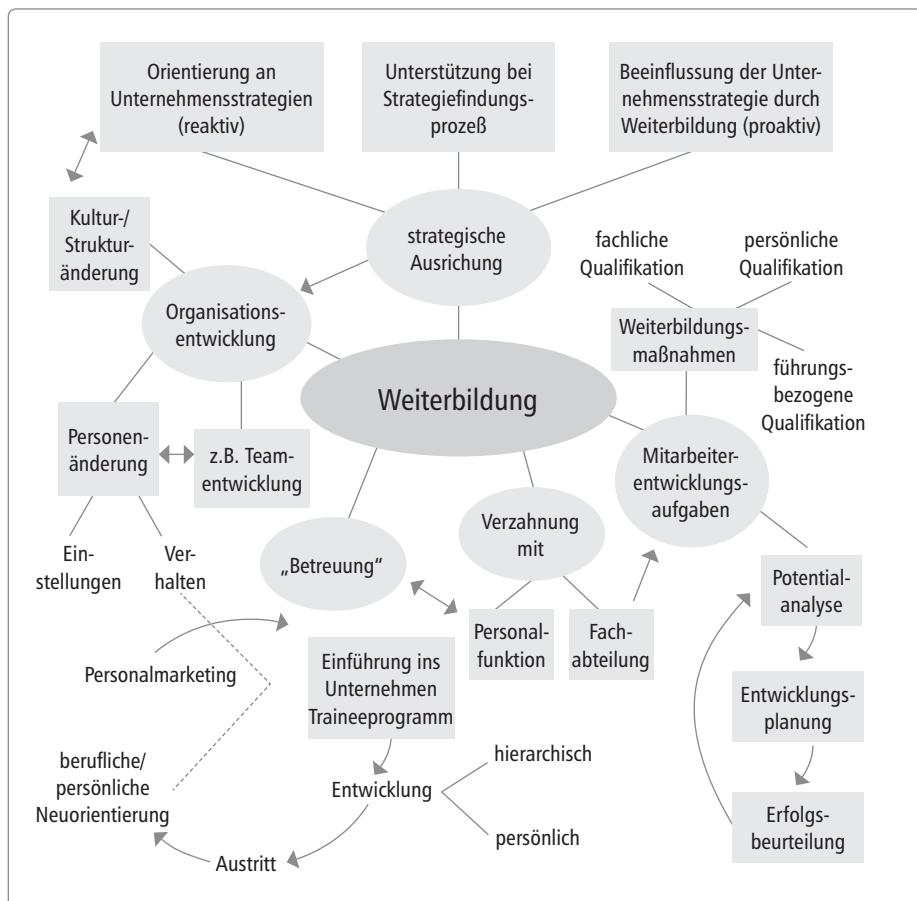 Orientierung an
Unternehmensstrategien
(reaktiv)
Unterstützung bei
Strategiefindungs-
prozeß
Beeinflussung der Unter-
nehmensstrategie durch
Weiterbildung (proaktiv)
Kultur-/
Struktur-
änderung
strategische
Ausrichung
fachliche
Qualifikation
persönliche
Qualifikation
Organisations-
entwicklung
Weiterbildungs-
maßnahmen
führungs-
bezogene
Qualifikation
Weiterbildung
Personen-
änderung
z.B. Team-
entwicklung
Mitarbeiter-
entwicklungs-
aufgaben
Verzahnung
mit
Ein-
stellungen
Ver-
halten
„Betreuung“
Potential-
analyse
Personal-
funktion
Fach-
abteilung
Personalmarketing
Einführung ins
Unternehmen
Traineeprogramm
Entwicklungs-
planung
berufliche/
persönliche
Neuorientierung
Entwicklung
hierarchisch
persönlich
Erfolgs-
beurteilung
Austritt